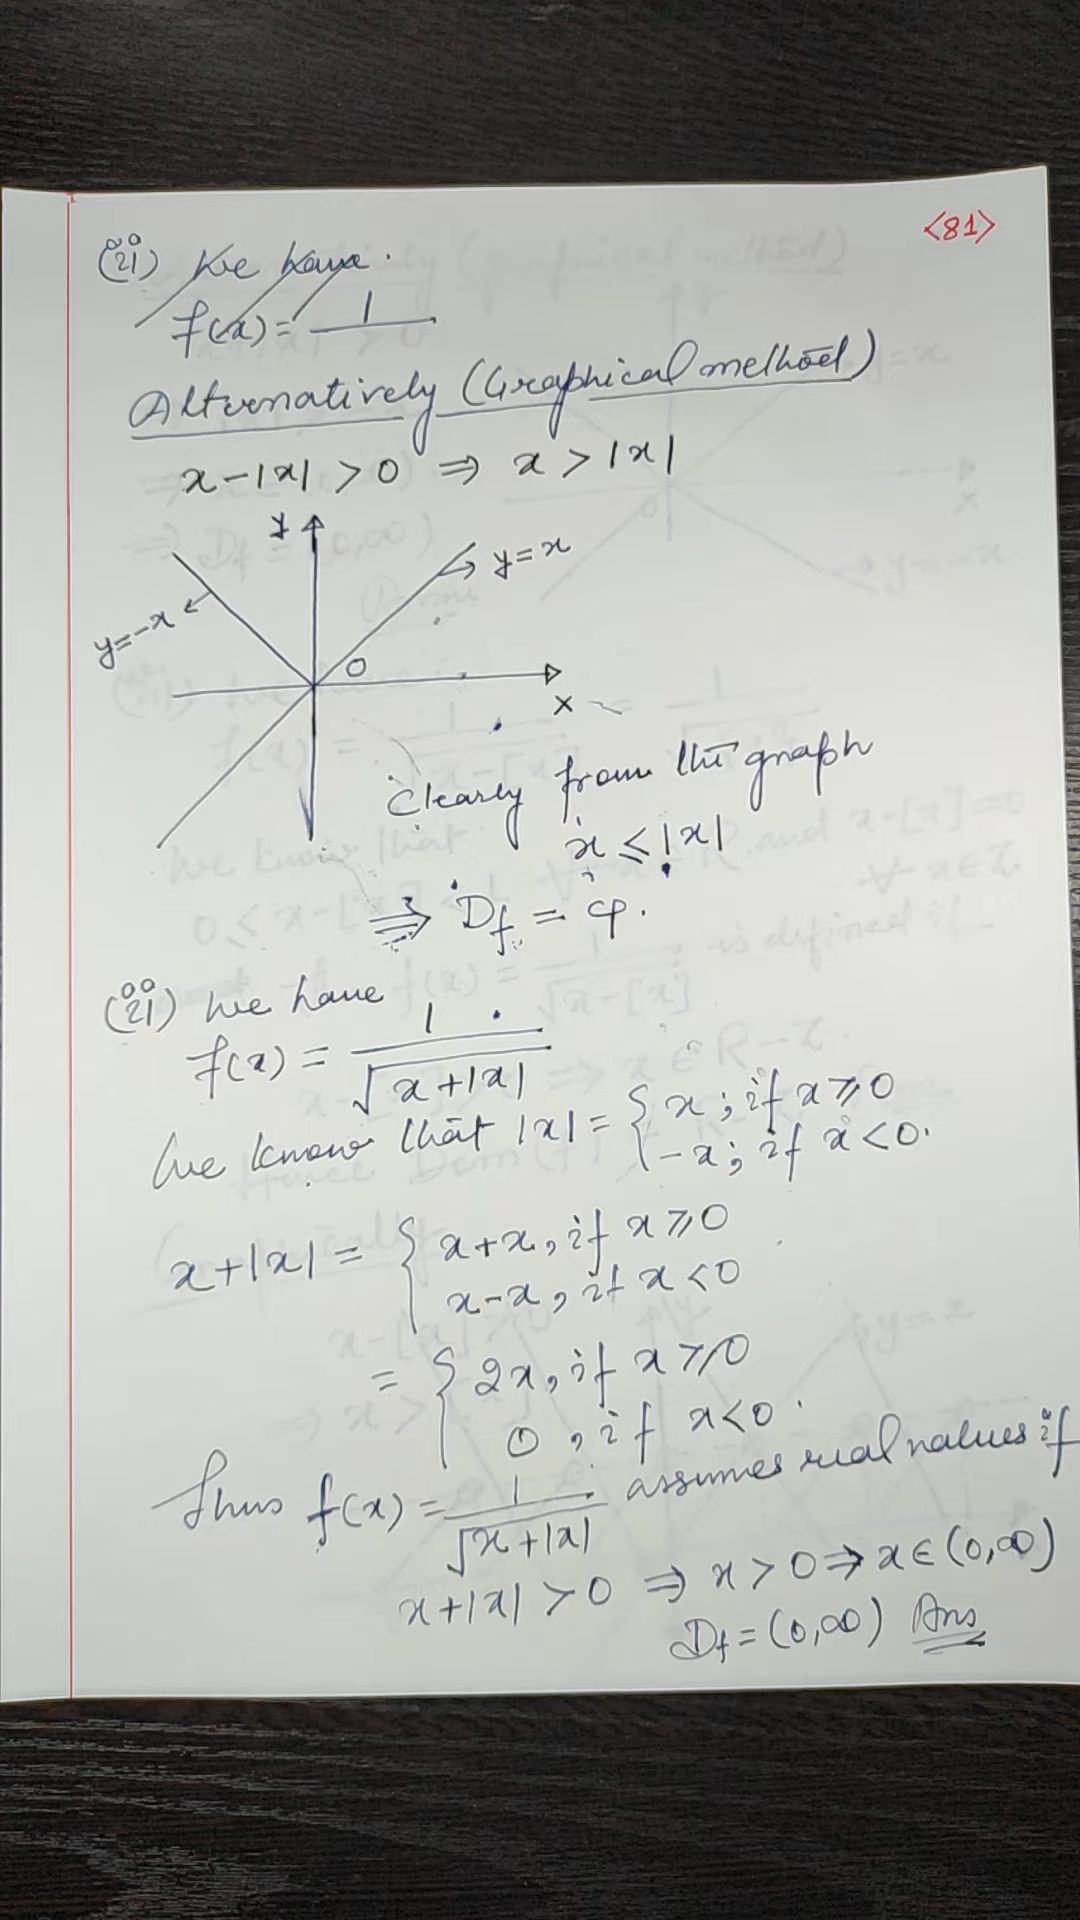 <81>
(ii) We have.
f(x) = 1
Alternatively (Graphical method)
x-|x| > 0 ⇒ x > |x|
y
y=x
y=-x
O
X
Clearly from the graph
x ≤ |x|
⇒ Df = φ.
(ii) We have
f(x) = 1/√(x+|x|)
We know that |x| = { x ; if x ≥ 0
-x ; if x < 0.
x+|x| = { x+x, if x ≥ 0
x-x, if x < 0
= { 2x, if x ≥ 0
0, if x < 0.
Thus f(x) = 1/√(x+|x|) assumes real values if
x+|x| > 0 ⇒ x > 0 ⇒ x ∈ (0,∞)
Df = (0,∞) Ans